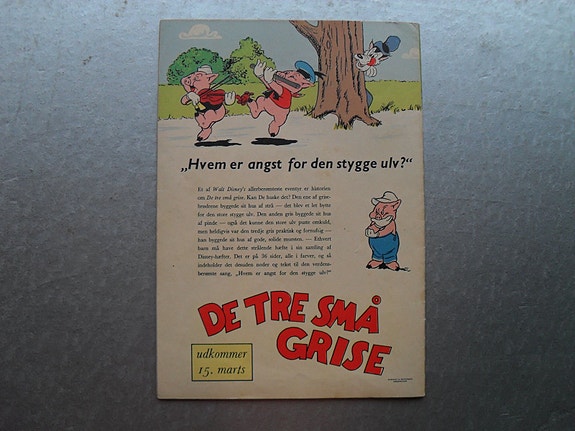 „Hvem er angst for den stygge ulv?“
Et af Walt Disney's allerberømteste eventyr er historien
om De tre små grise. Kan De huske det? Den ene af grise-
brødrene byggede sit hus af strå — det blev et let bytte
for den store stygge ulv. Den anden gris byggede sit hus
af pinde — også det kunne den store ulv puste omkuld,
men heldigvis var den tredje gris praktisk og fornuftig —
han byggede sit hus af gode, solide mursten. — Ethvert
barn må have dette strålende hæfte i sin samling af
Disney-hæfter. Det er på 36 sider, alle i farver, og så
indeholder det desuden noder og tekst til den verdens-
berømte sang, „Hvem er angst for den stygge ulv?“
DE TRE SMÅ
GRISE
udkommer
15. marts